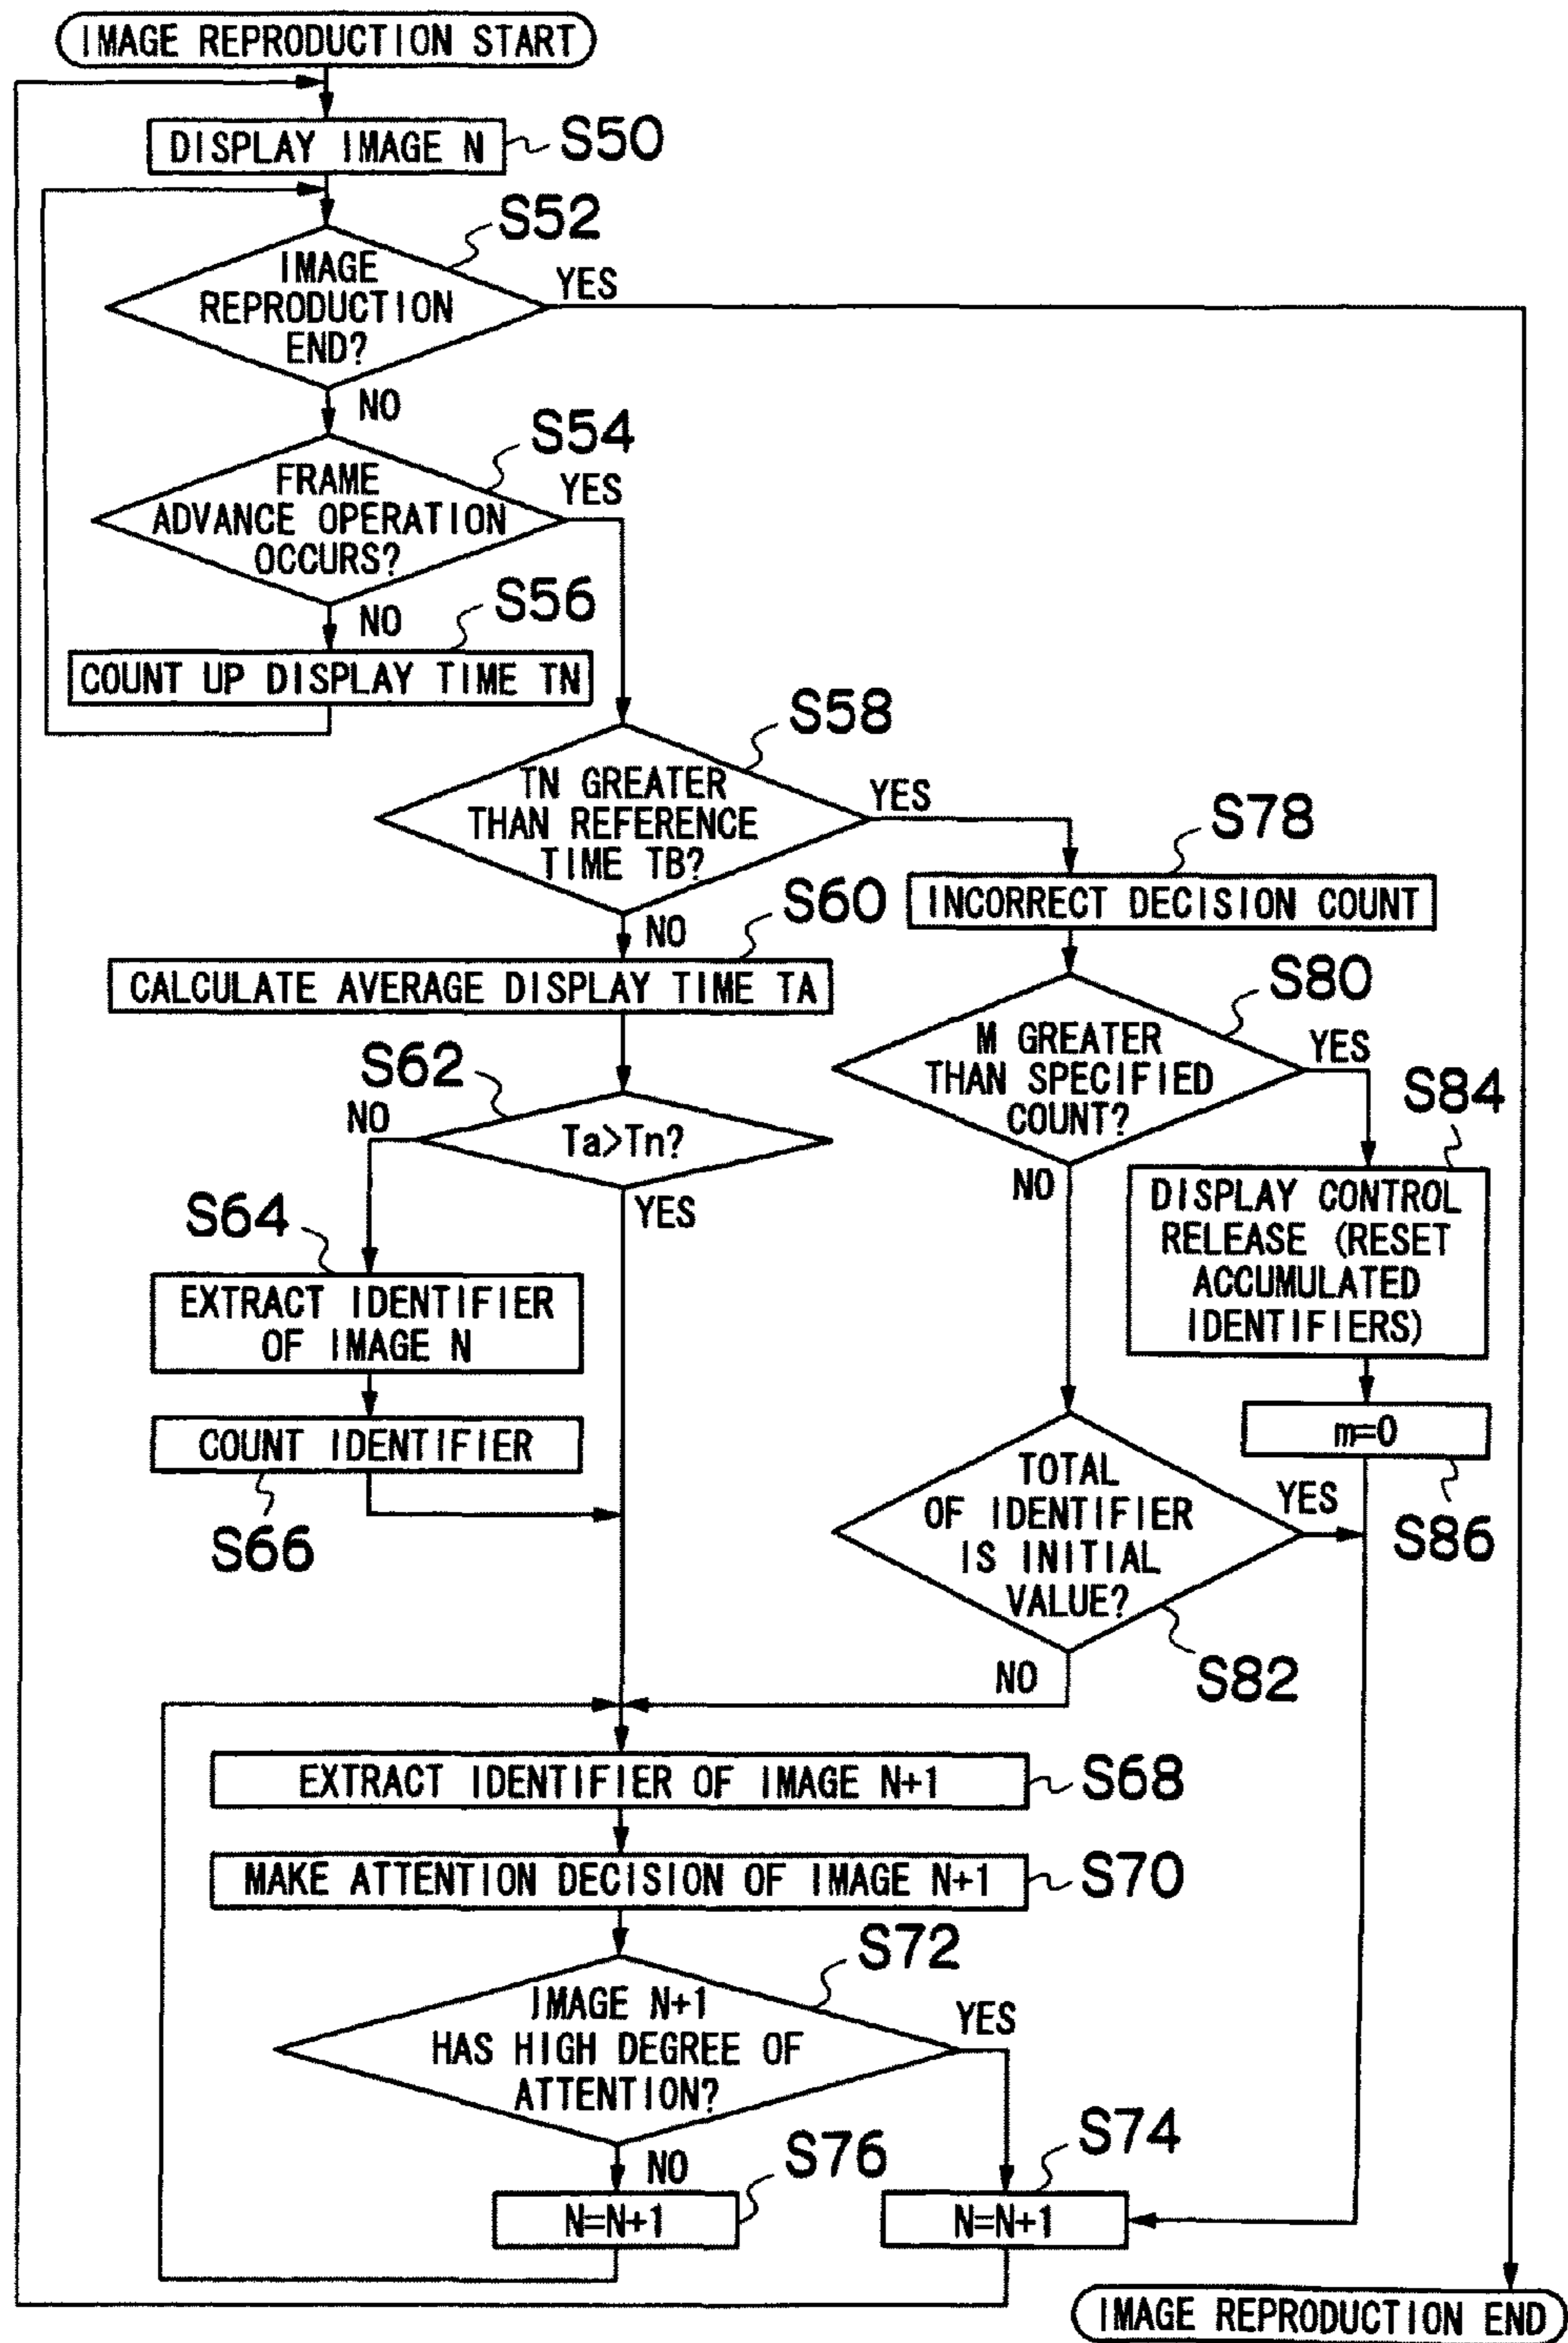 IMAGE REPRODUCTION START
DISPLAY IMAGE N
S50
S52
IMAGE
REPRODUCTION
END?
YES
NO
S54
FRAME
ADVANCE OPERATION
OCCURS?
YES
NO
S56
COUNT UP DISPLAY TIME TN
S58
TN GREATER
THAN REFERENCE
TIME TB?
YES
NO
S60
CALCULATE AVERAGE DISPLAY TIME TA
S62
NO
Ta>Tn?
YES
S64
EXTRACT IDENTIFIER
OF IMAGE N
COUNT IDENTIFIER
S66
S78
INCORRECT DECISION COUNT
S80
M GREATER
THAN SPECIFIED
COUNT?
YES
NO
S84
DISPLAY CONTROL
RELEASE (RESET
ACCUMULATED
IDENTIFIERS)
m=0
S86
TOTAL
OF IDENTIFIER
IS INITIAL
VALUE?
YES
NO
S82
EXTRACT IDENTIFIER OF IMAGE N+1
S68
MAKE ATTENTION DECISION OF IMAGE N+1
S70
S72
IMAGE N+1
HAS HIGH DEGREE OF
ATTENTION?
YES
NO
S76
N=N+1
S74
N=N+1
IMAGE REPRODUCTION END